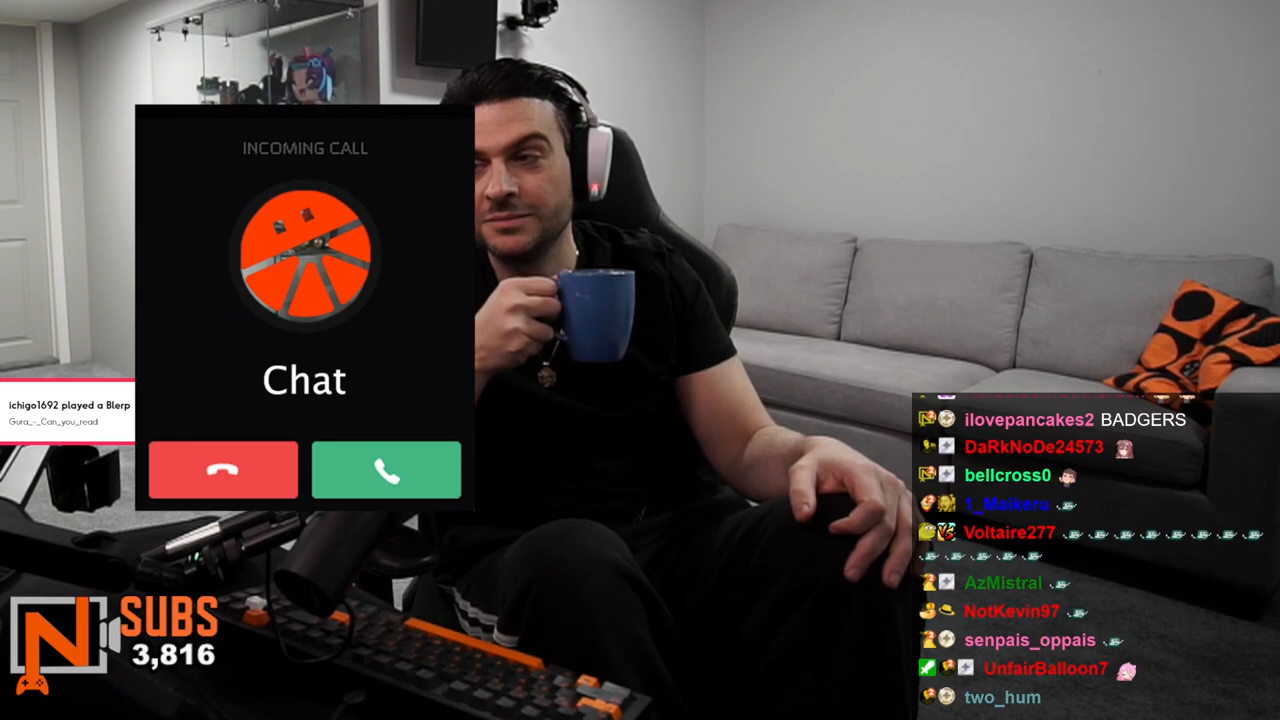 INCOMING CALL
Chat
ichigo1692 played a Blerp
Gura_-_Can_you_read
N SUBS
3,816
ilovepancakes2 BADGERS
DaRkNoDe24573
bellcross0
1_Maikeru
Voltaire277
AzMistral
NotKevin97
senpais_oppais
UnfairBalloon7
two_hum